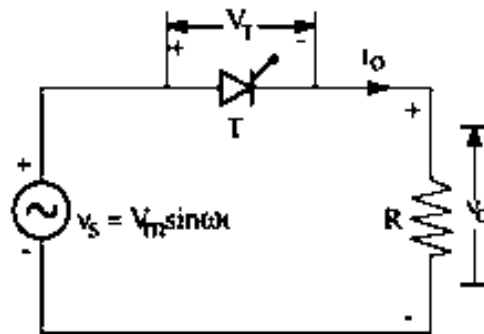 V_T
+ -
i_o
T
+
+
v_s = V_m sinωt
R
v_o
-
-